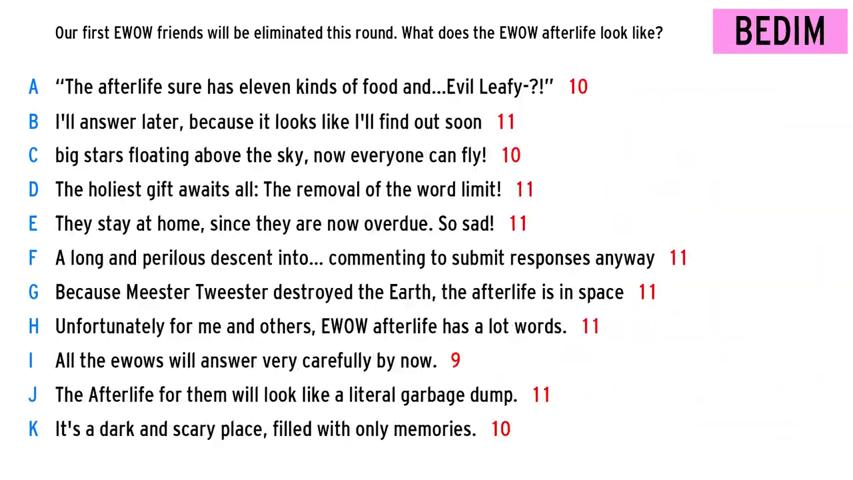 Our first EWOW friends will be eliminated this round. What does the EWOW afterlife look like?
BEDIM
A “The afterlife sure has eleven kinds of food and...Evil Leafy-?!” 10
B I'll answer later, because it looks like I'll find out soon 11
C big stars floating above the sky, now everyone can fly! 10
D The holiest gift awaits all: The removal of the word limit! 11
E They stay at home, since they are now overdue. So sad! 11
F A long and perilous descent into... commenting to submit responses anyway 11
G Because Meester Tweester destroyed the Earth, the afterlife is in space 11
H Unfortunately for me and others, EWOW afterlife has a lot words. 11
I All the ewows will answer very carefully by now. 9
J The Afterlife for them will look like a literal garbage dump. 11
K It's a dark and scary place, filled with only memories. 10